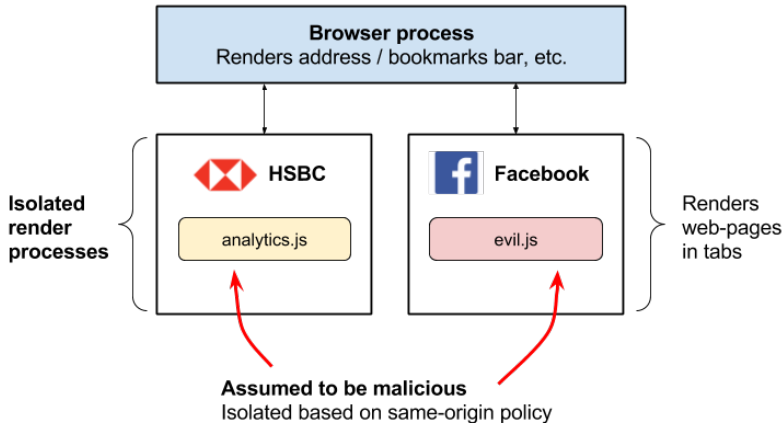 Browser process
Renders address / bookmarks bar, etc.
Isolated
render
processes
HSBC
analytics.js
Facebook
evil.js
Renders
web-pages
in tabs
Assumed to be malicious
Isolated based on same-origin policy